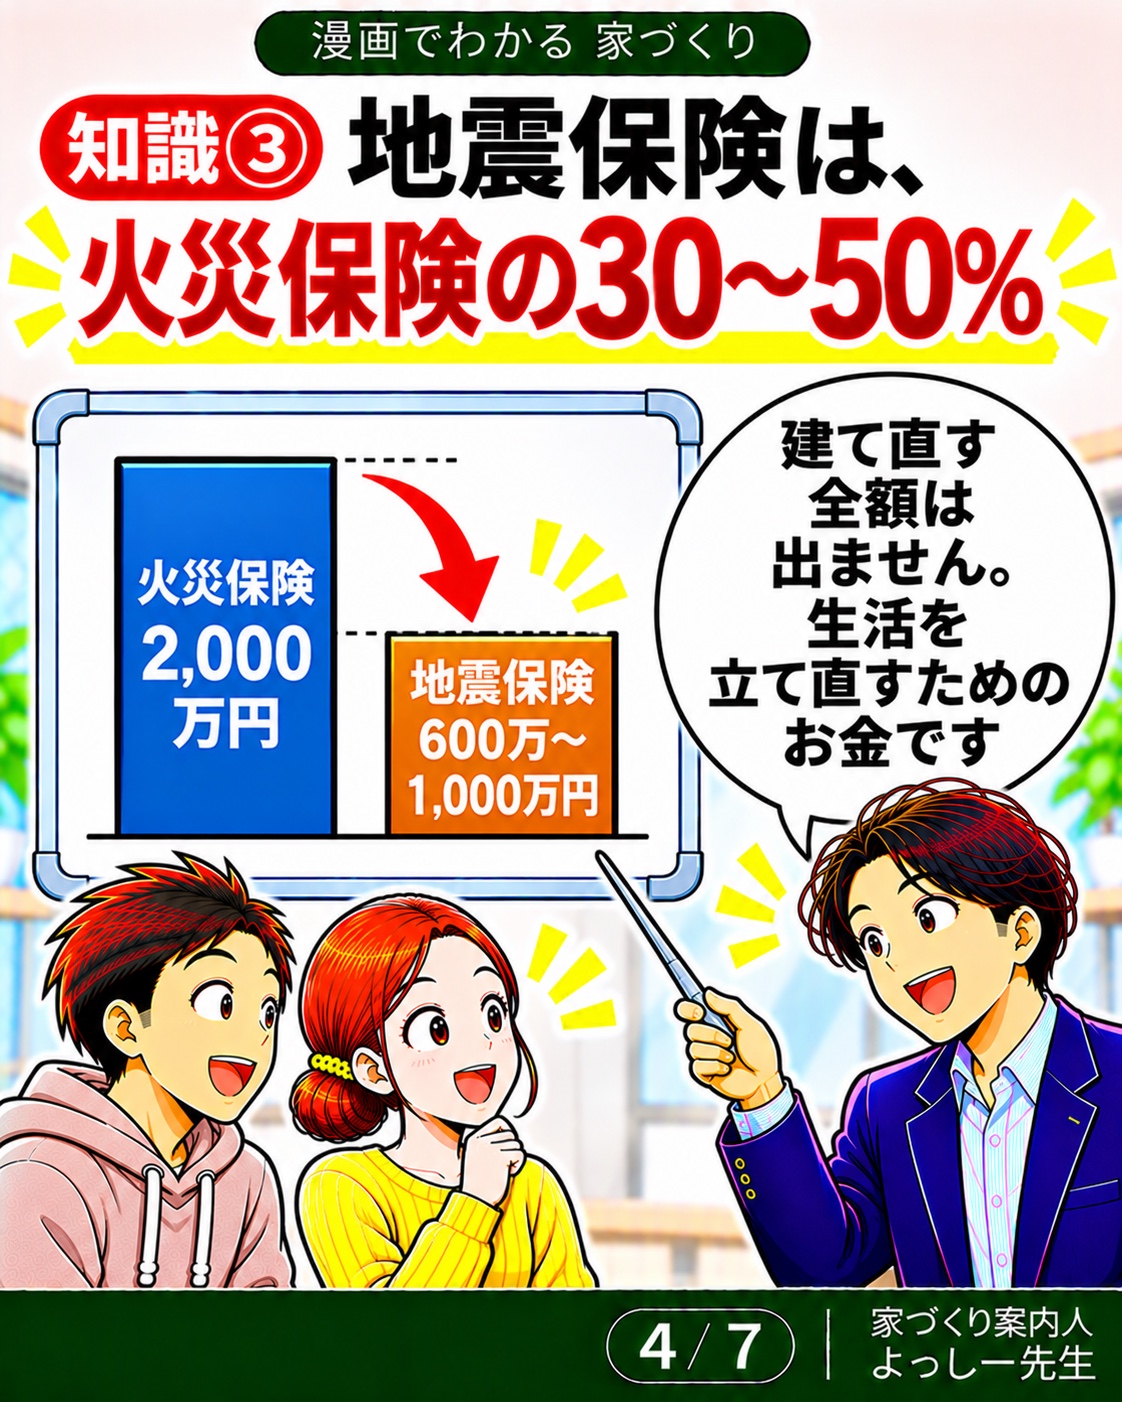 漫画でわかる 家づくり
知識③ 地震保険は、
火災保険の30〜50%
火災保険
2,000
万円
地震保険
600万〜
1,000万円
建て直す
全額は
出ません。
生活を
立て直すための
お金です
4/7
家づくり案内人
よっしー先生